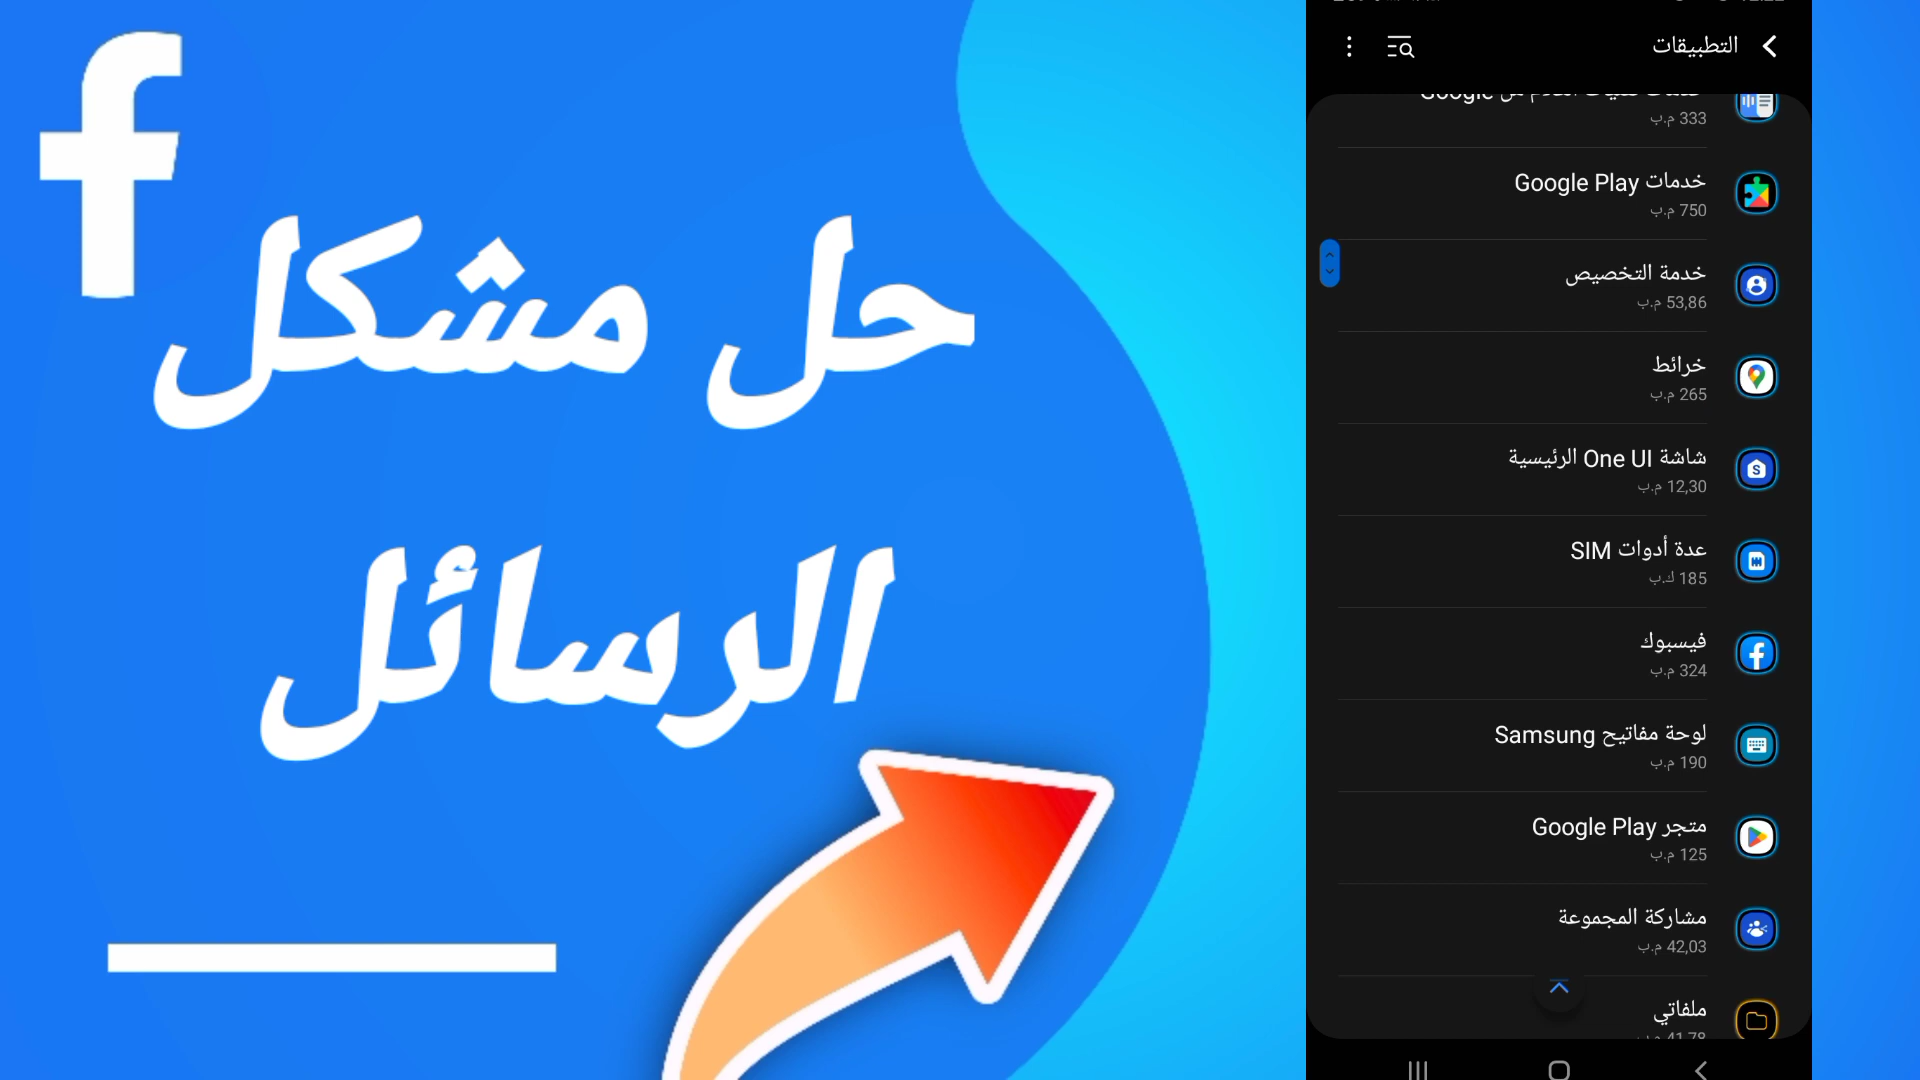 حل مشكل
الرسائل
التطبيقات
333 م.ب
خدمات Google Play
750 م.ب
خدمة التخصيص
53,86 م.ب
خرائط
265 م.ب
شاشة One UI الرئيسية
12,30 م.ب
عدة أدوات SIM
185 ك.ب
فيسبوك
324 م.ب
لوحة مفاتيح Samsung
190 م.ب
متجر Google Play
125 م.ب
مشاركة المجموعة
42,03 م.ب
ملفاتي
41,78 م.ب